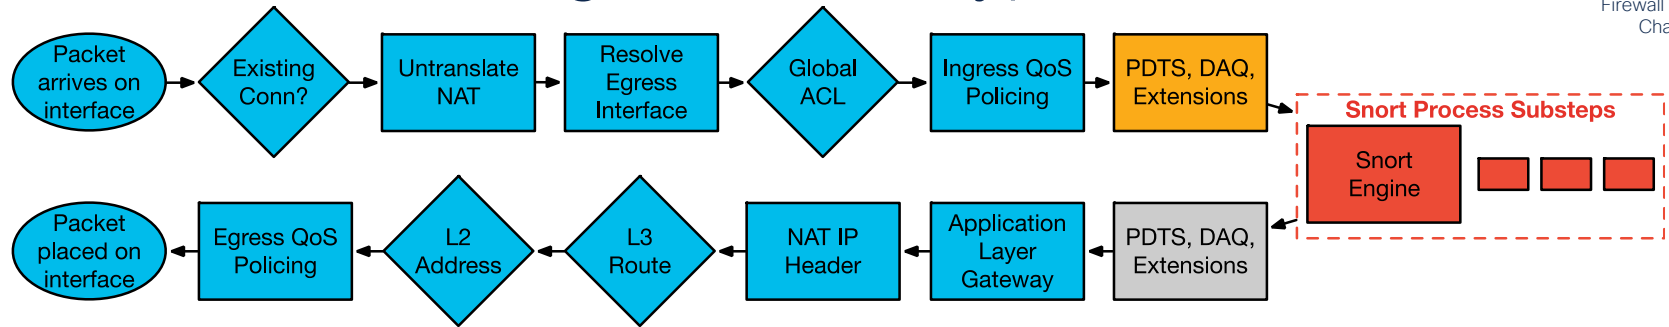 Firewall
Packet
arrives on
interface
Existing
Conn?
Untranslate
NAT
Resolve
Egress
Interface
Global
ACL
Ingress QoS
Policing
PDTS, DAQ,
Extensions
Snort Process Substeps
Snort
Engine
Packet
placed on
interface
Egress QoS
Policing
L2
Address
L3
Route
NAT IP
Header
Application
Layer
Gateway
PDTS, DAQ,
Extensions